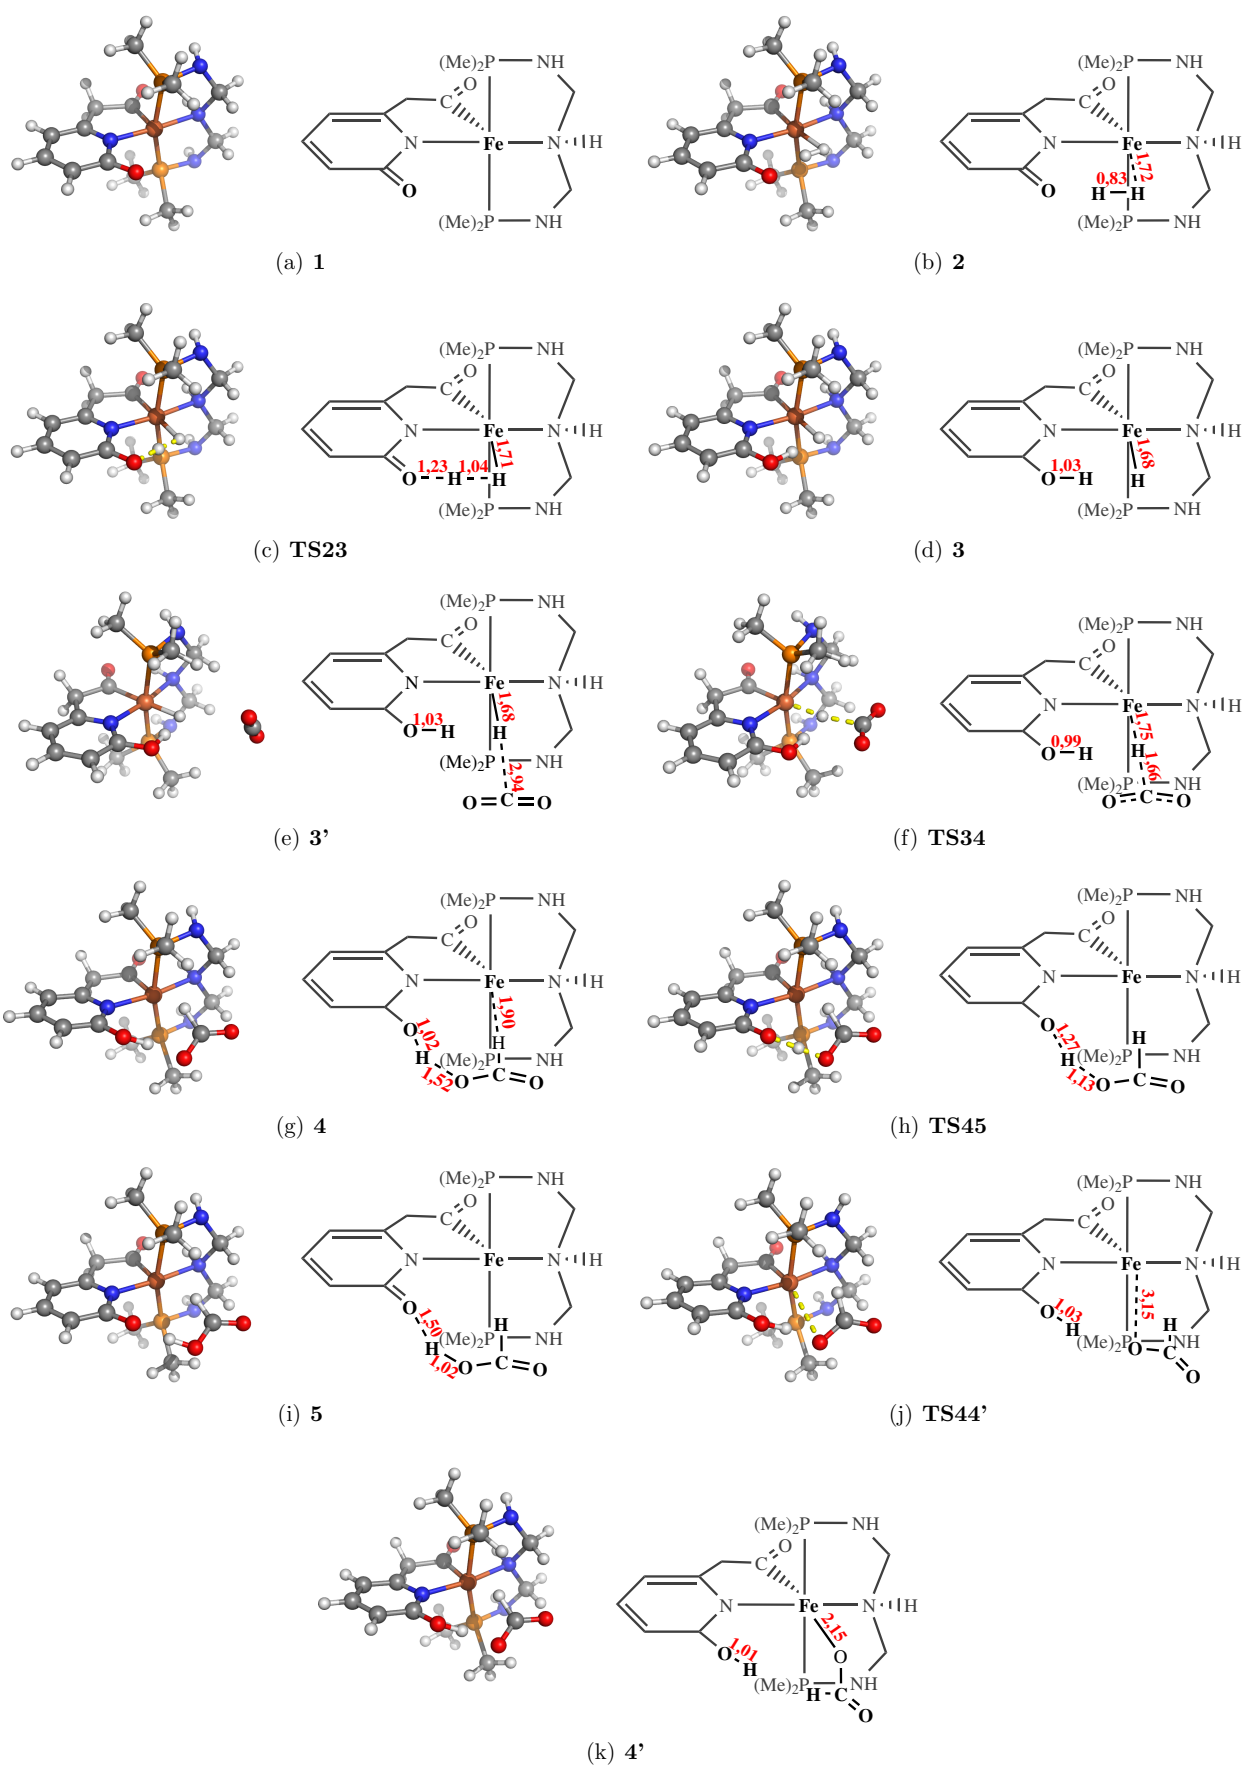 (Me)2P NH
O
C
N Fe N H
O
(Me)2P NH
(a) 1
(Me)2P NH
O
C
N Fe N H
1,72
0,83
O H H
(Me)2P NH
(b) 2
(Me)2P NH
O
C
N Fe N H
1,71
1,23 1,04
O H H
(Me)2P NH
(c) TS23
(Me)2P NH
O
C
N Fe N H
1,68
1,03
O H H
(Me)2P NH
(d) 3
(Me)2P NH
O
C
N Fe N H
1,68
1,03
O H H
(Me)2P NH
2,94
O C O
(e) 3’
(Me)2P NH
O
C
N Fe N H
1,75
0,99
O H H
1,66
(Me)2P NH
O C O
(f) TS34
(Me)2P NH
O
C
N Fe N H
1,90
O 1,02
H H
(Me)2P NH
1,52 O C O
(g) 4
(Me)2P NH
O
C
N Fe N H
O 1,27
H H
(Me)2P NH
1,13 O C O
(h) TS45
(Me)2P NH
O
C
N Fe N H
O 1,50
H H
(Me)2P NH
1,02 O C O
(i) 5
(Me)2P NH
O
C
N Fe N H
3,15
1,03
O H H
(Me)2P NH
O C
O
(j) TS44’
(Me)2P NH
O
C
N Fe N H
2,15
1,01
O H O
(Me)2P NH
H C
O
(k) 4’